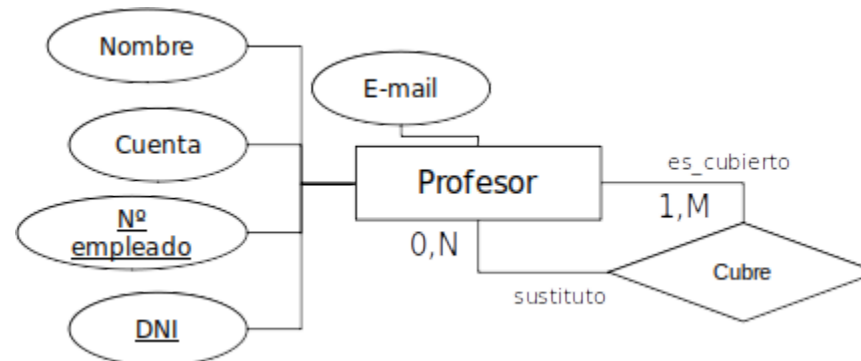 Nombre
E-mail
Cuenta
Profesor
es_cubierto
1,M
Nº
empleado
0,N
Cubre
sustituto
DNI